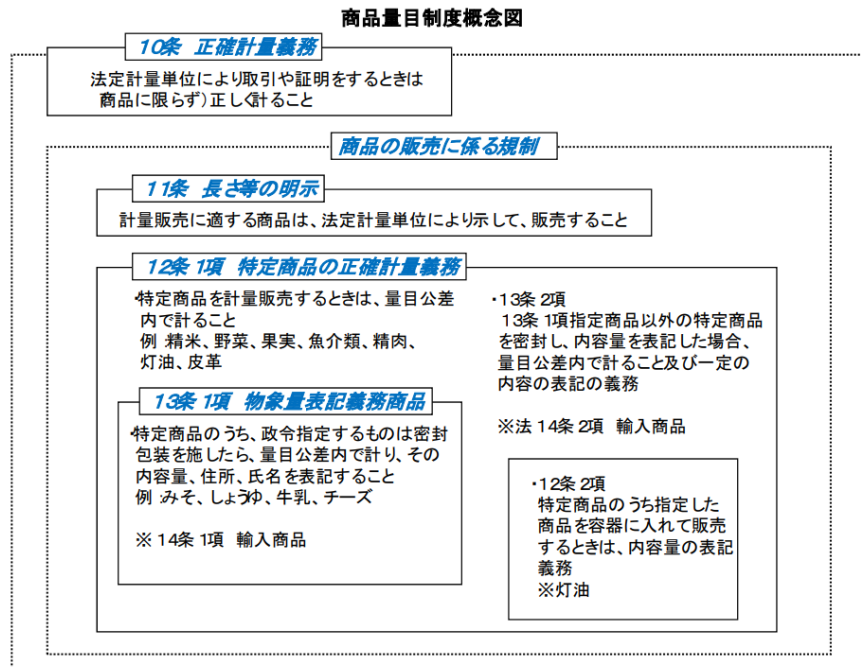 商品量目制度概念図
10条 正確計量義務
法定計量単位により取引や証明をするときは
商品に限らず）正しく計ること
商品の販売に係る規制
11条 長さ等の明示
計量販売に適する商品は、法定計量単位により示して、販売すること
12条1項 特定商品の正確計量義務
・特定商品を計量販売するときは、量目公差
内で計ること
例 精米、野菜、果実、魚介類、精肉、
灯油、皮革
13条1項 物象量表記義務商品
・特定商品のうち、政令指定するものは密封
包装を施したら、量目公差内で計り、その
内容量、住所、氏名を表記すること
例 みそ、しょうゆ、牛乳、チーズ
※14条1項 輸入商品
・13条2項
13条1項指定商品以外の特定商品
を密封し、内容量を表記した場合、
量目公差内で計ること及び一定の
内容の表記の義務
※法14条2項 輸入商品
・12条2項
特定商品のうち指定した
商品を容器に入れて販売
するときは、内容量の表記
義務
※灯油